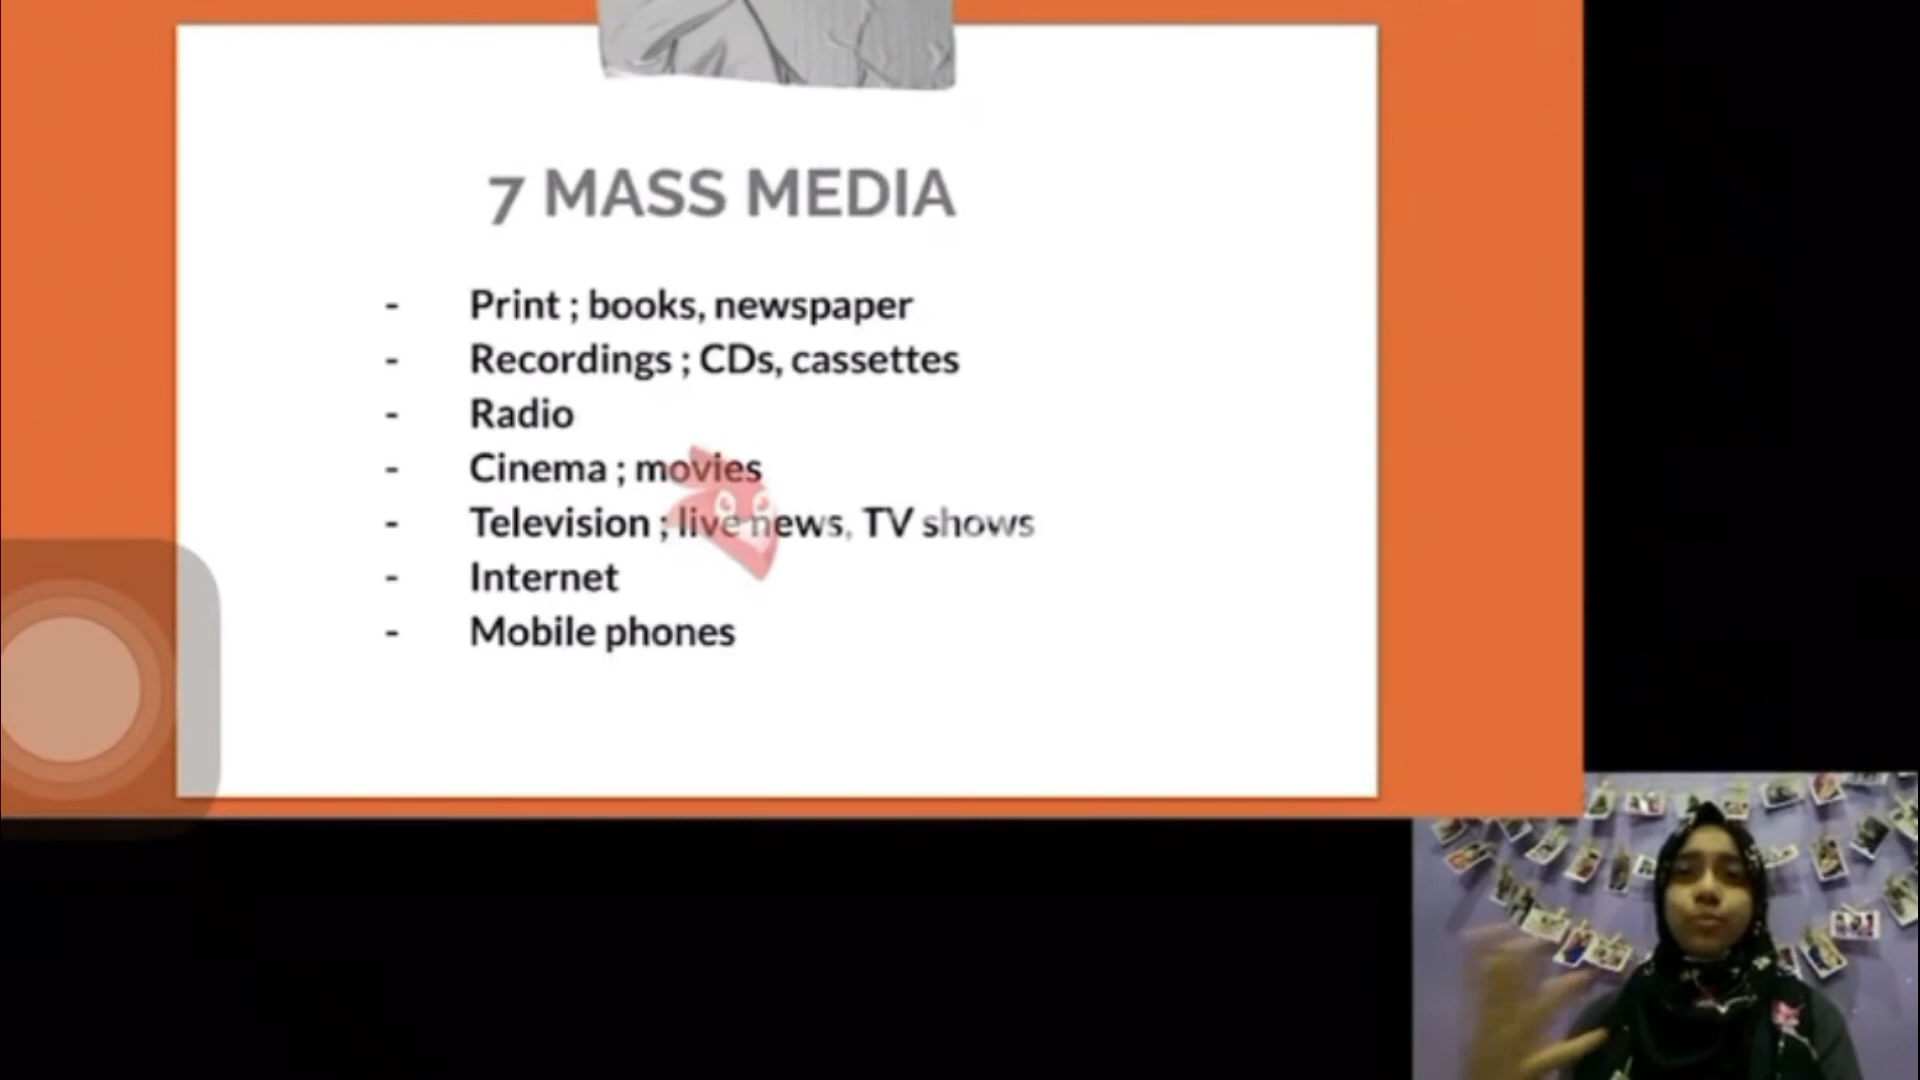 7 MASS MEDIA
- Print ; books, newspaper
- Recordings ; CDs, cassettes
- Radio
- Cinema ; movies
- Television ; live news, TV shows
- Internet
- Mobile phones